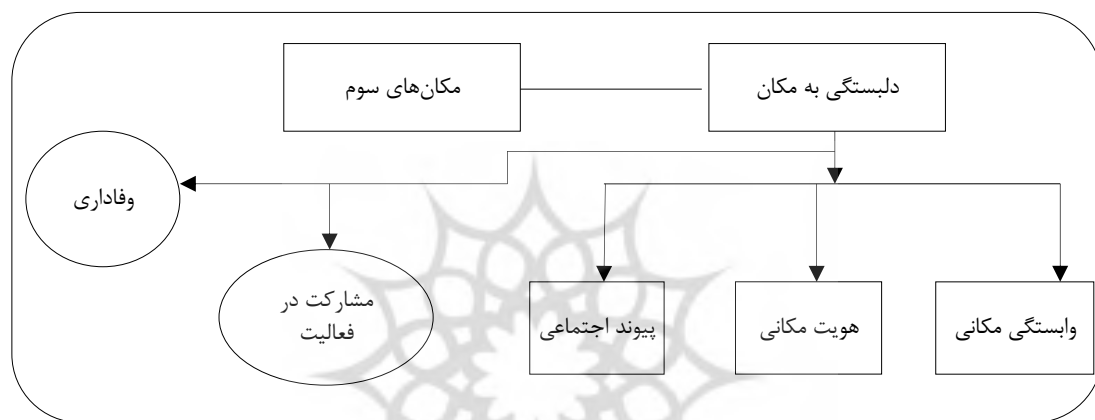 دلبستگی به مکان
مکان‌های سوم
وفاداری
مشارکت در
فعالیت
وابستگی مکانی
هویت مکانی
پیوند اجتماعی